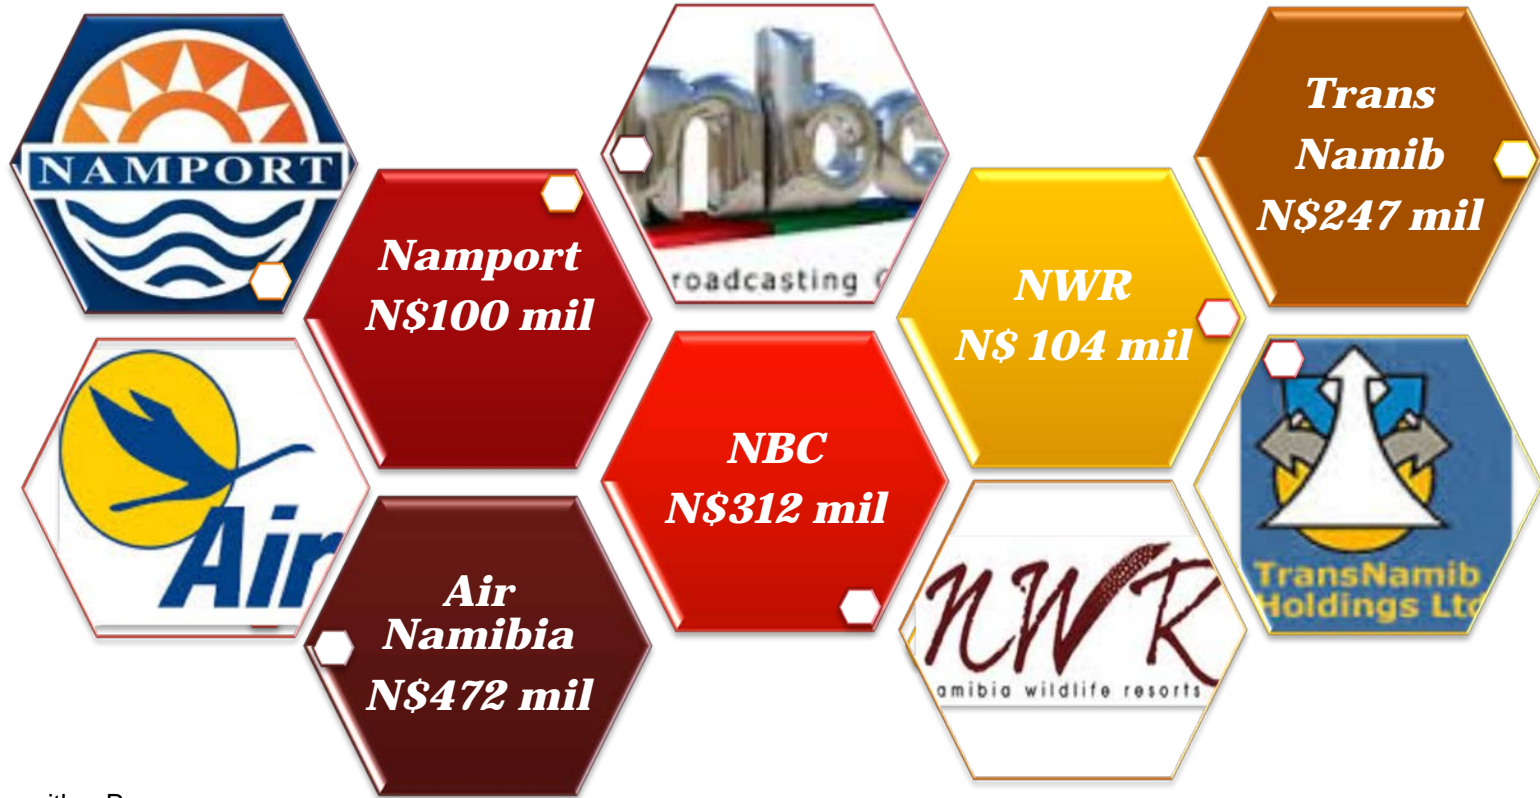 NAMPORT
Namport
N$100 mil
nbc
roadcasting
NWR
N$ 104 mil
Trans
Namib
N$247 mil
Air
Air
Namibia
N$472 mil
NBC
N$312 mil
NWR
amibia wildlife resorts
TransNamib
Holdings Ltd